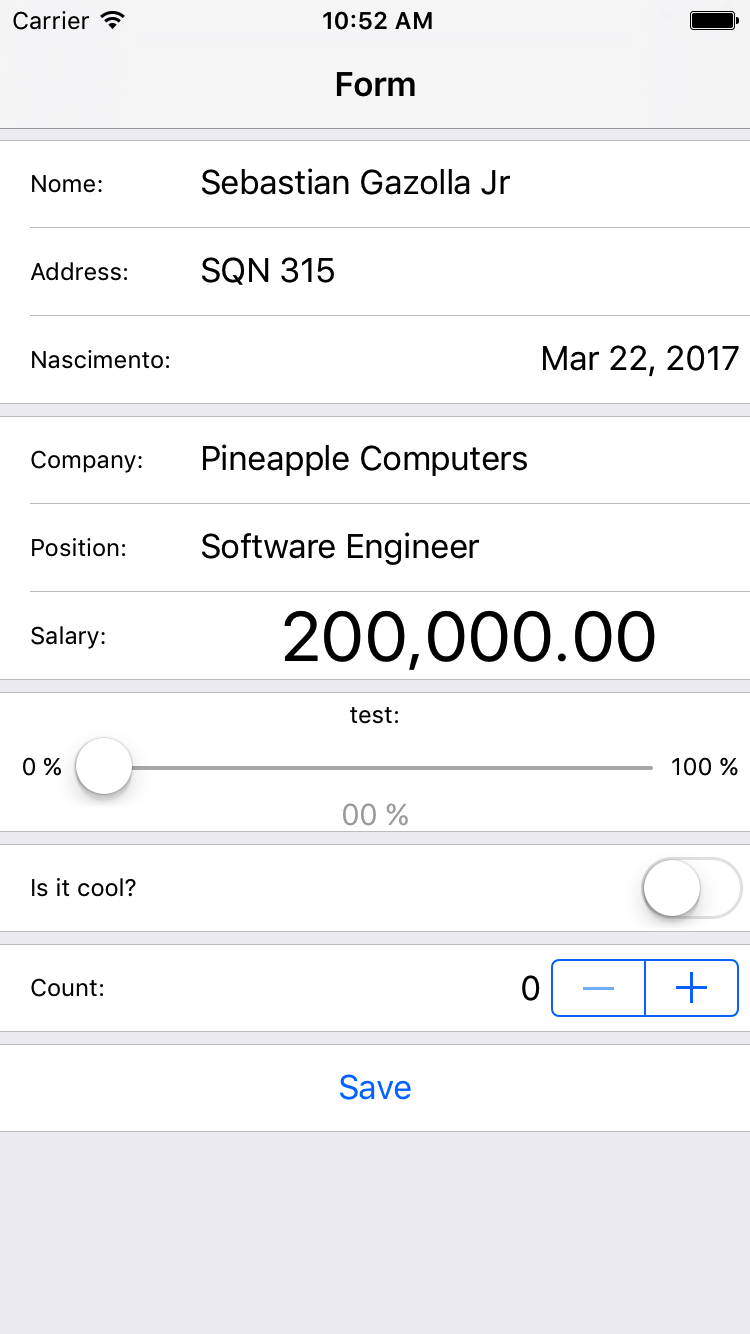 Carrier 10:52 AM
Form
Nome: Sebastian Gazolla Jr
Address: SQN 315
Nascimento: Mar 22, 2017
Company: Pineapple Computers
Position: Software Engineer
Salary: 200,000.00
test:
0 % 100 %
00 %
Is it cool?
Count: 0
Save